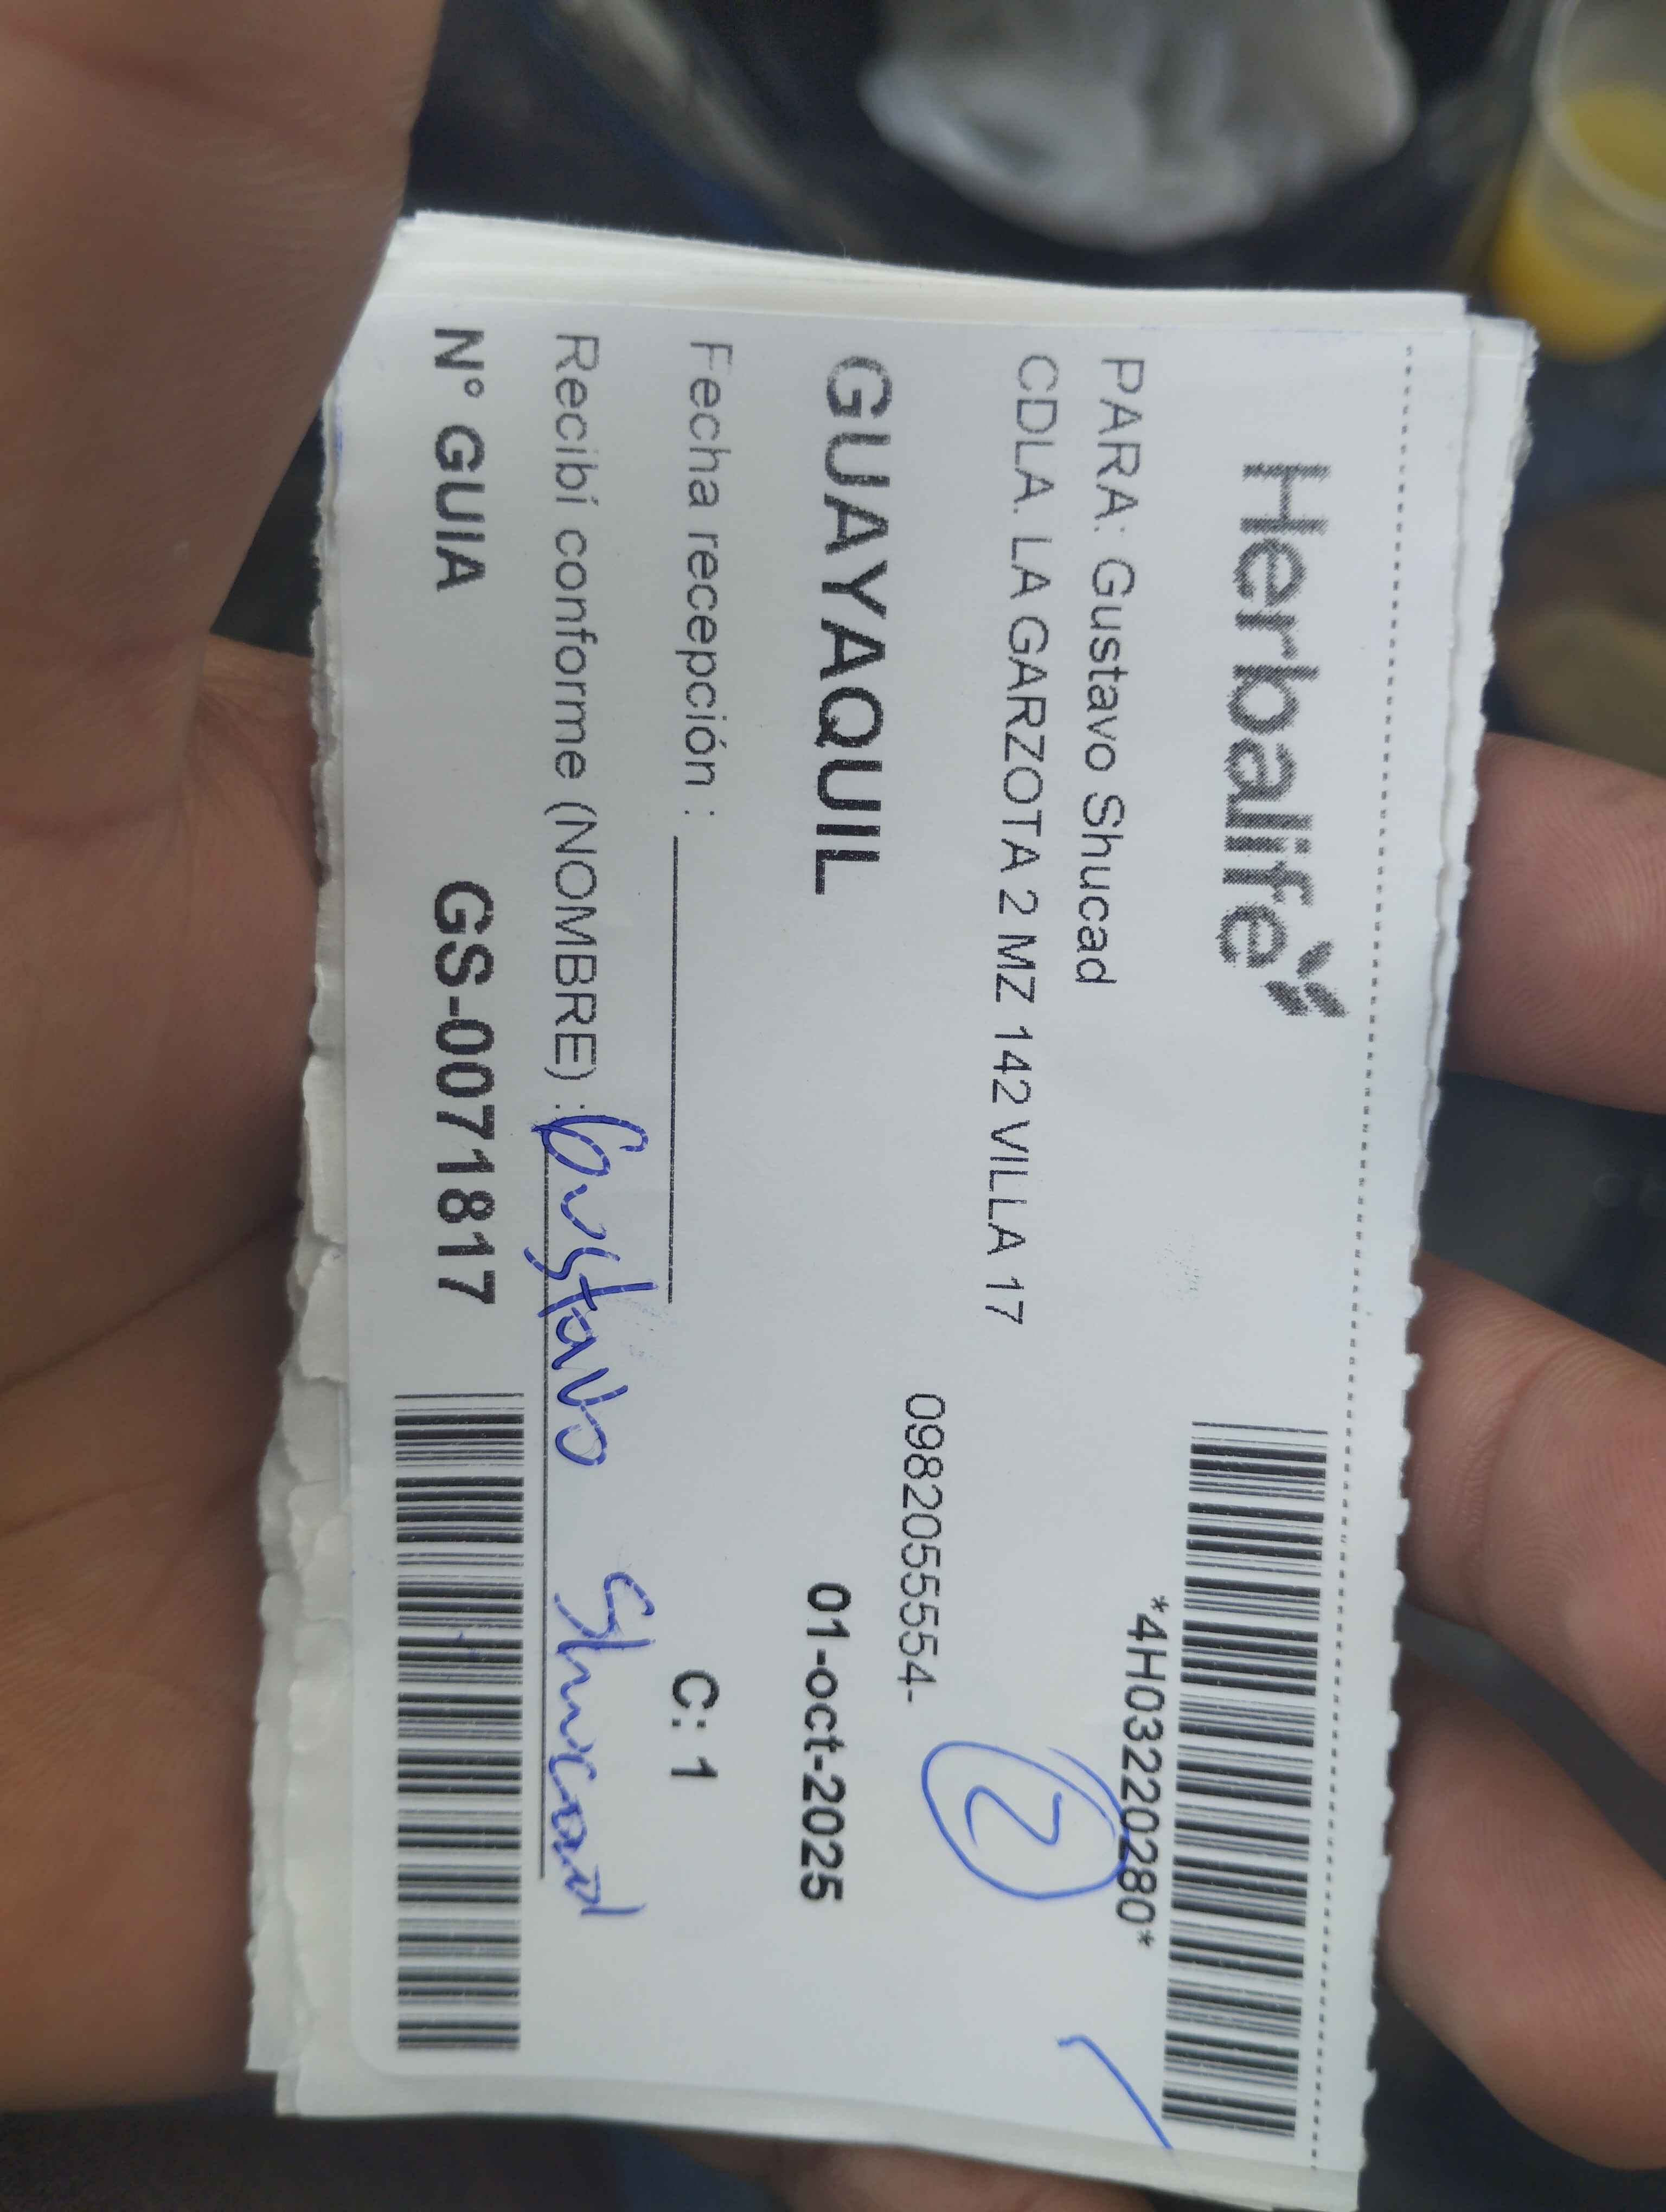 Herbalife
*4H03220280*
PARA: Gustavo Shucad
CDLA. LA GARZOTA 2 MZ 142 VILLA 17
2
0982055554-
GUAYAQUIL 01-oct-2025
Fecha recepción : C: 1
Recibí conforme (NOMBRE) : Gustavo Shucad
N° GUIA GS-0071817